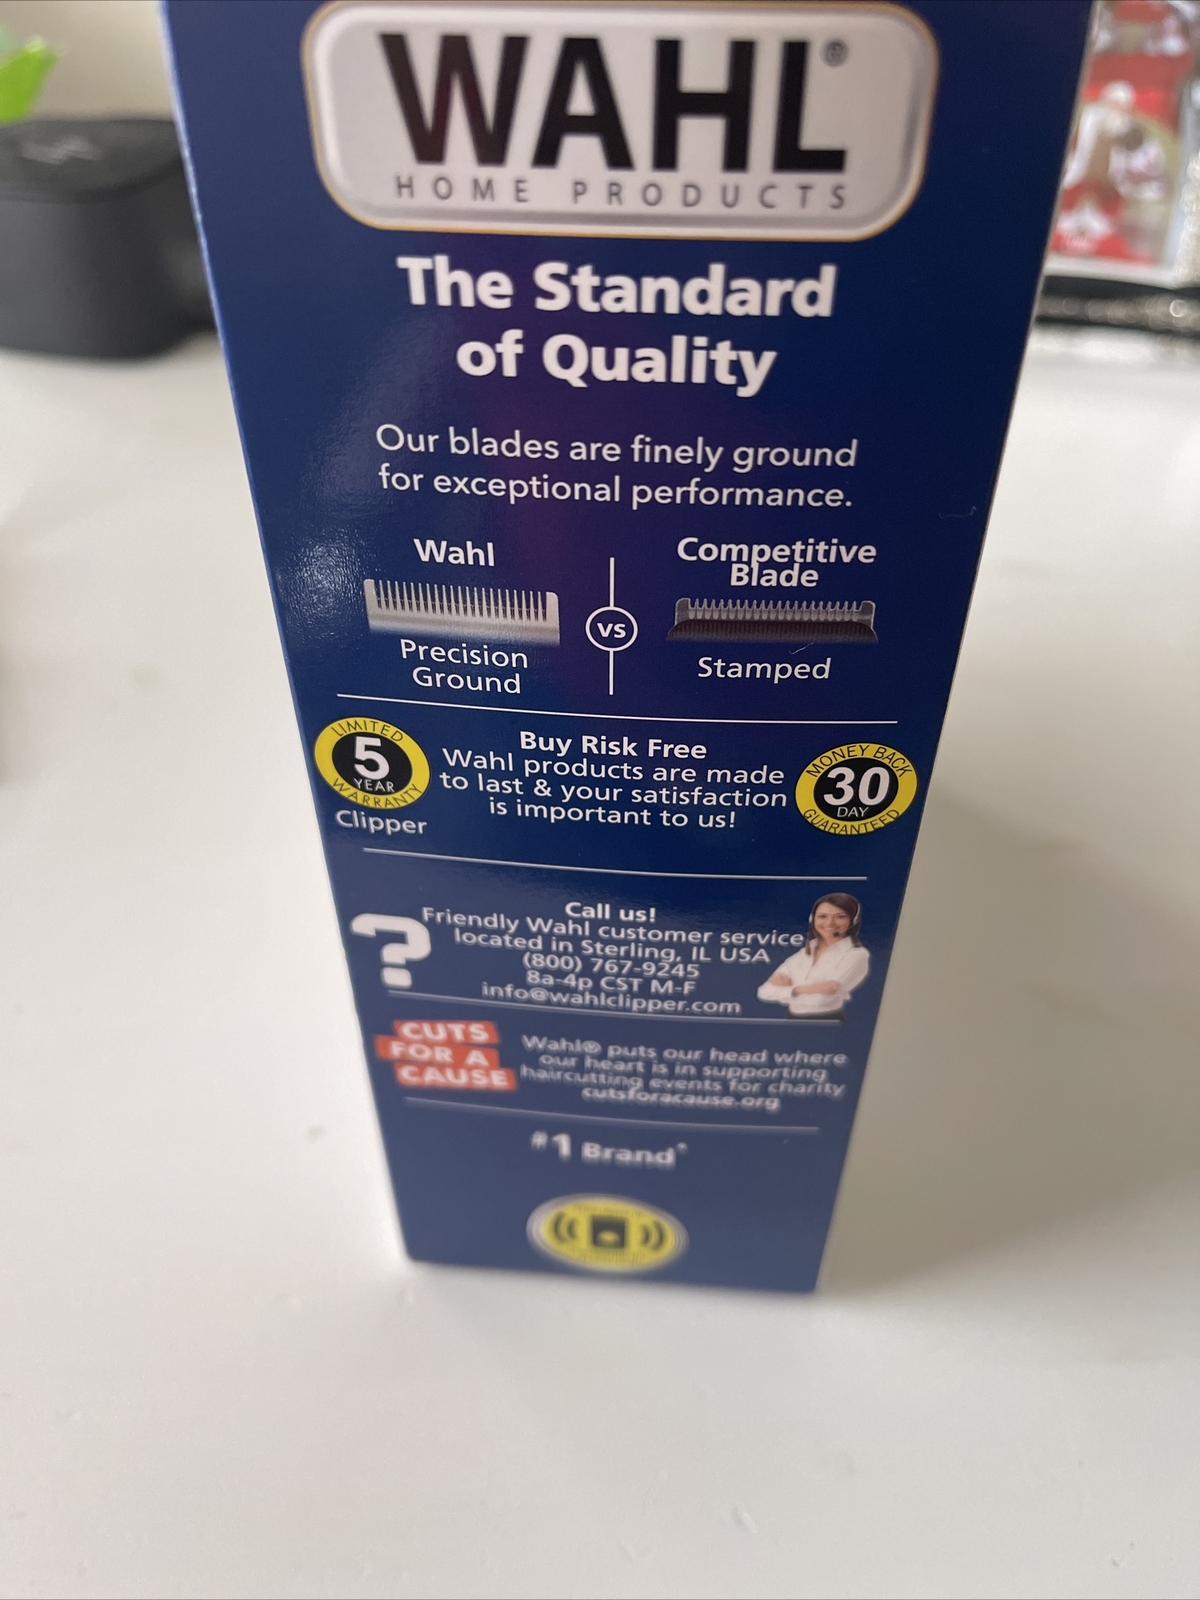 WAHL®
HOME PRODUCTS
The Standard
of Quality
Our blades are finely ground
for exceptional performance.
Wahl
vs
Competitive
Blade
Precision
Ground
Stamped
LIMITED
5
YEAR
WARRANTY
Clipper
Buy Risk Free
Wahl products are made
to last & your satisfaction
is important to us!
MONEY BACK
30
DAY
GUARANTEED
?
Call us!
Friendly Wahl customer service
located in Sterling, IL USA
(800) 767-9245
8a-4p CST M-F
info@wahlclipper.com
CUTS
FOR A
CAUSE
Wahl® puts our head where
our heart is in supporting
haircutting events for charity
cutsforacause.org
#1 Brand*